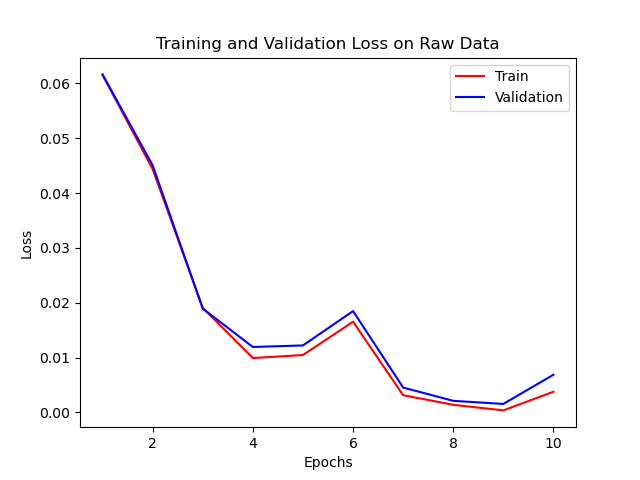 Training and Validation Loss on Raw Data
Train
Validation
0.06
0.05
0.04
0.03
0.02
0.01
0.00
Loss
2 4 6 8 10
Epochs